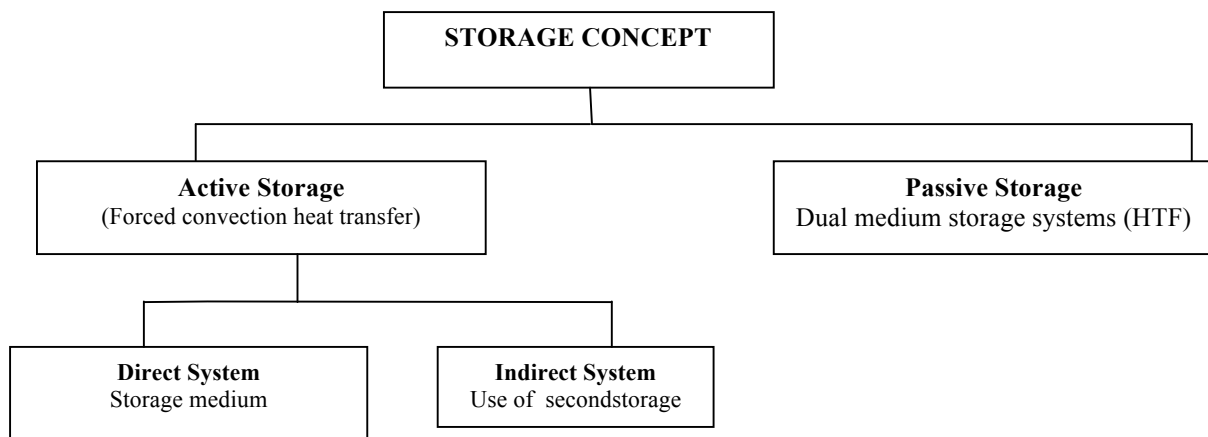 STORAGE CONCEPT
Active Storage
(Forced convection heat transfer)
Passive Storage
Dual medium storage systems (HTF)
Direct System
Storage medium
Indirect System
Use of secondstorage